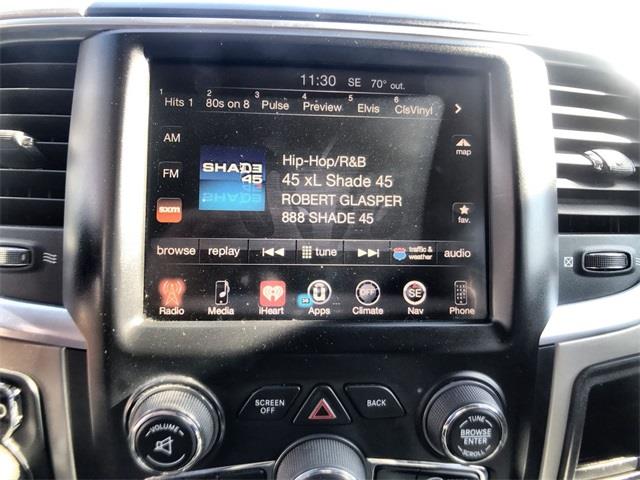 11:30 SE 70° out.
1 Hits 1 2 80s on 8 3 Pulse 4 Preview 5 Elvis 6 ClsVinyl
AM
FM
sxm
SHADE 45
Hip-Hop/R&B
45 xL Shade 45
ROBERT GLASPER
888 SHADE 45
map
fav.
browse replay tune traffic & weather audio
Radio Media iHeart Apps Climate Nav Phone
OFF SE
SCREEN OFF
BACK
VOLUME
TUNE
BROWSE
ENTER
SCROLL